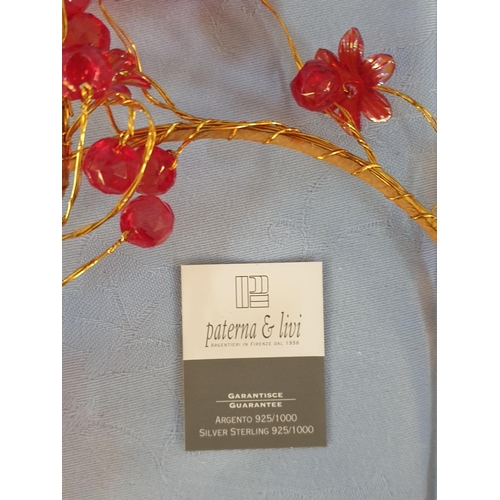 paterna & livi
ARGENTIERI IN FIRENZE DAL 1958
GARANTISCE
GUARANTEE
ARGENTO 925/1000
SILVER STERLING 925/1000